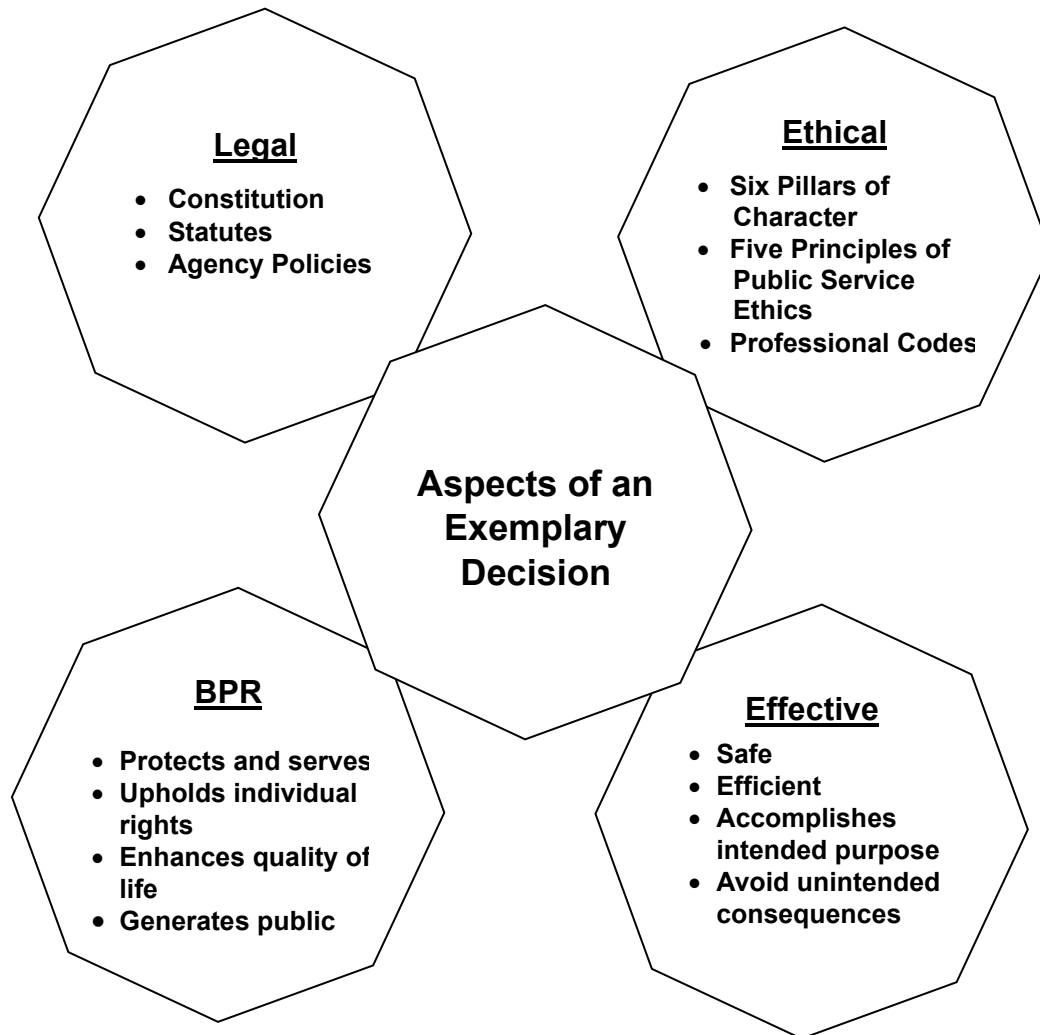 Legal
• Constitution
• Statutes
• Agency Policies
Ethical
• Six Pillars of
Character
• Five Principles of
Public Service
Ethics
• Professional Codes
Aspects of an
Exemplary
Decision
BPR
• Protects and serves
• Upholds individual
rights
• Enhances quality of
life
• Generates public
Effective
• Safe
• Efficient
• Accomplishes
intended purpose
• Avoid unintended
consequences